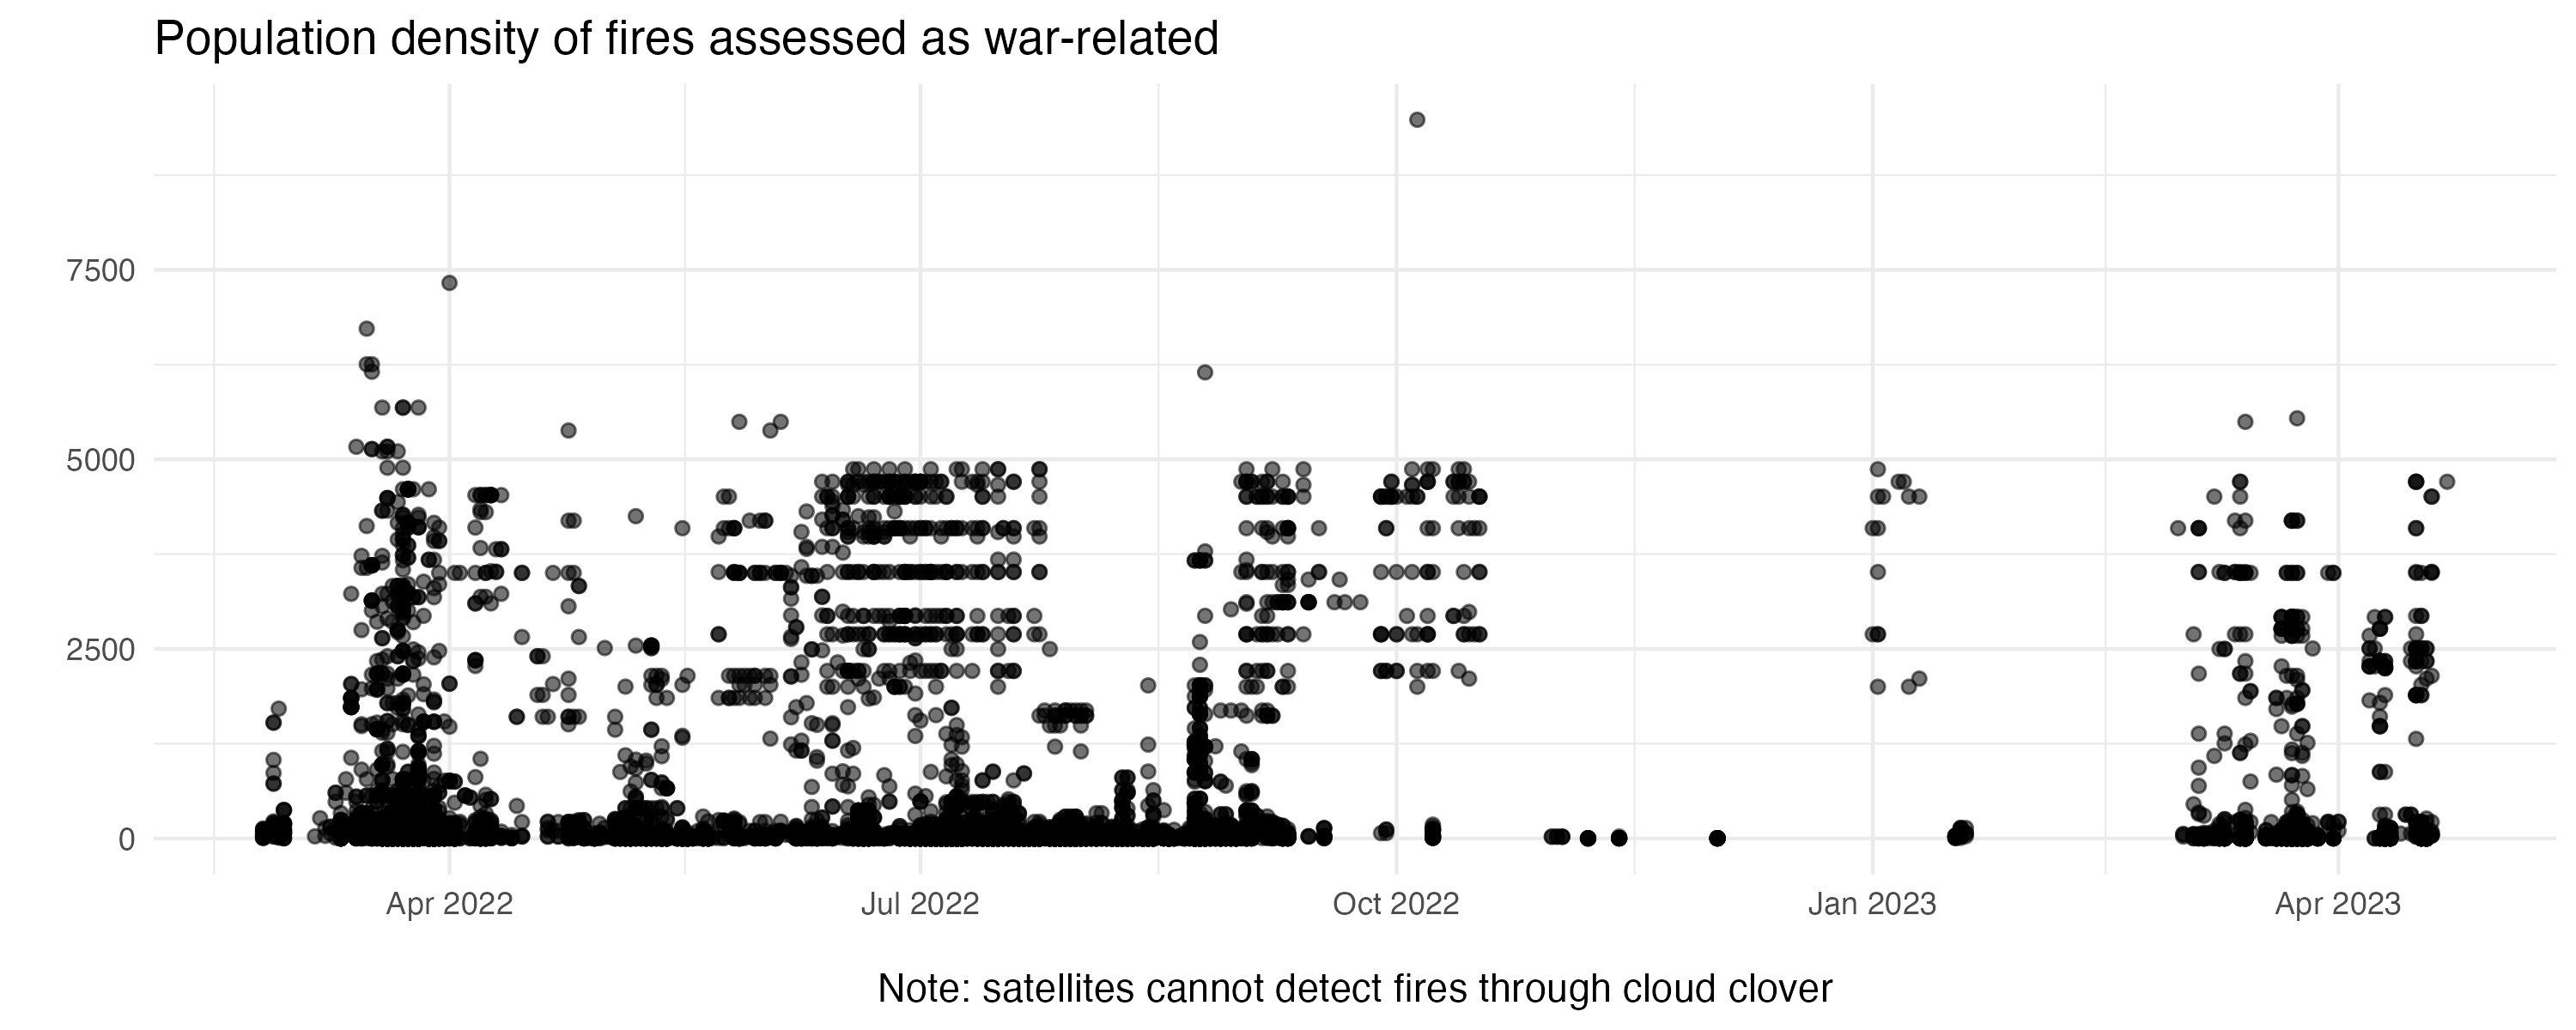 Population density of fires assessed as war-related
7500
5000
2500
0
Apr 2022
Jul 2022
Oct 2022
Jan 2023
Apr 2023
Note: satellites cannot detect fires through cloud clover